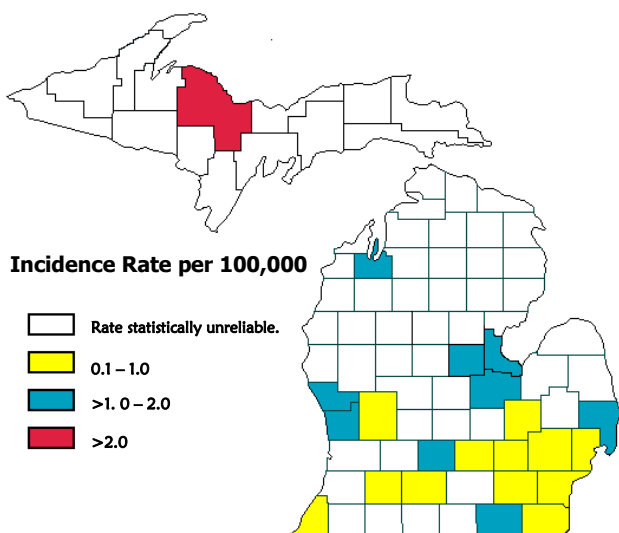 Incidence Rate per 100,000
Rate statistically unreliable.
0.1 – 1.0
>1. 0 – 2.0
>2.0